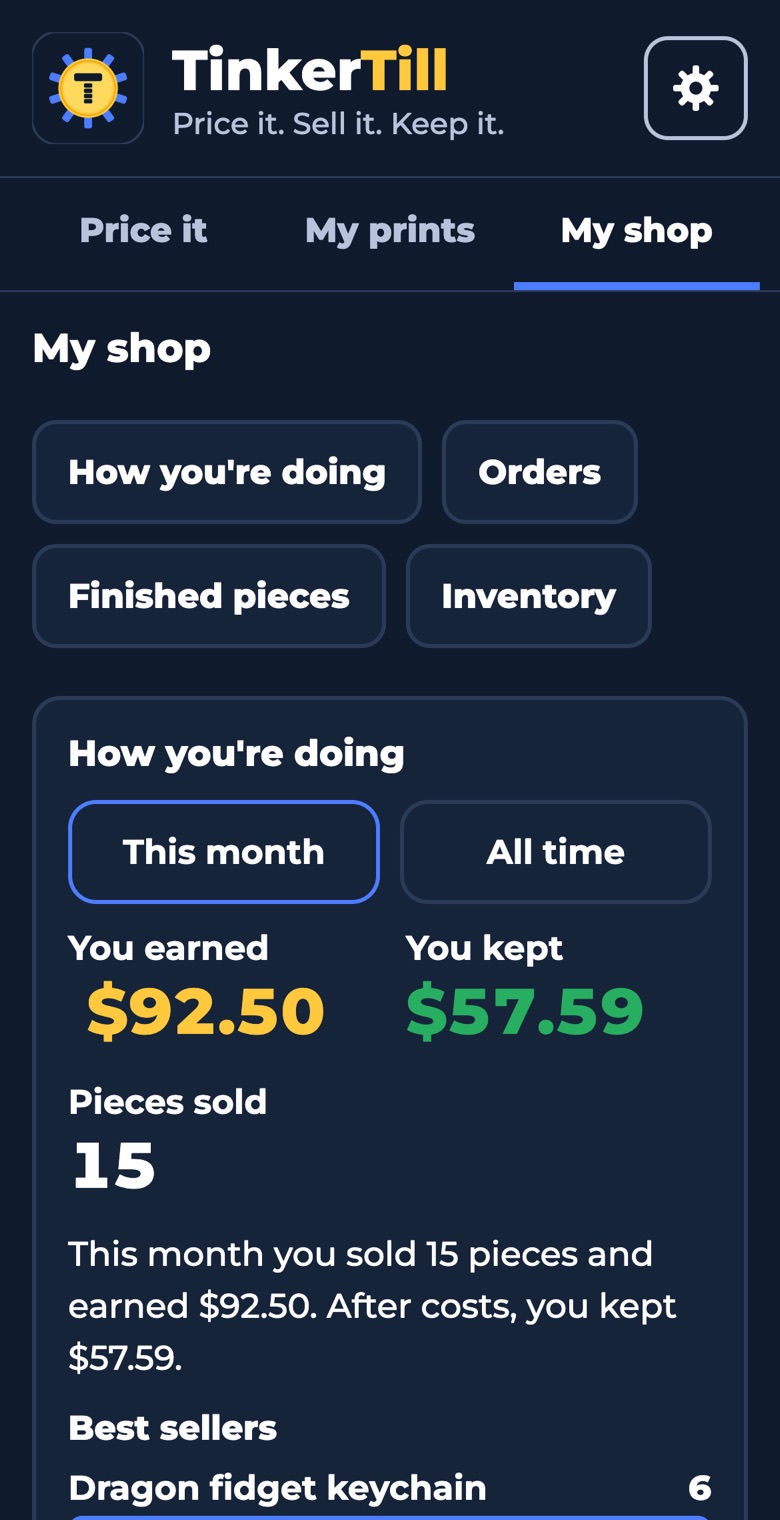 TinkerTill
Price it. Sell it. Keep it.
Price it
My prints
My shop
My shop
How you're doing
Orders
Finished pieces
Inventory
How you're doing
This month
All time
You earned
You kept
$92.50
$57.59
Pieces sold
15
This month you sold 15 pieces and
earned $92.50. After costs, you kept
$57.59.
Best sellers
Dragon fidget keychain 6